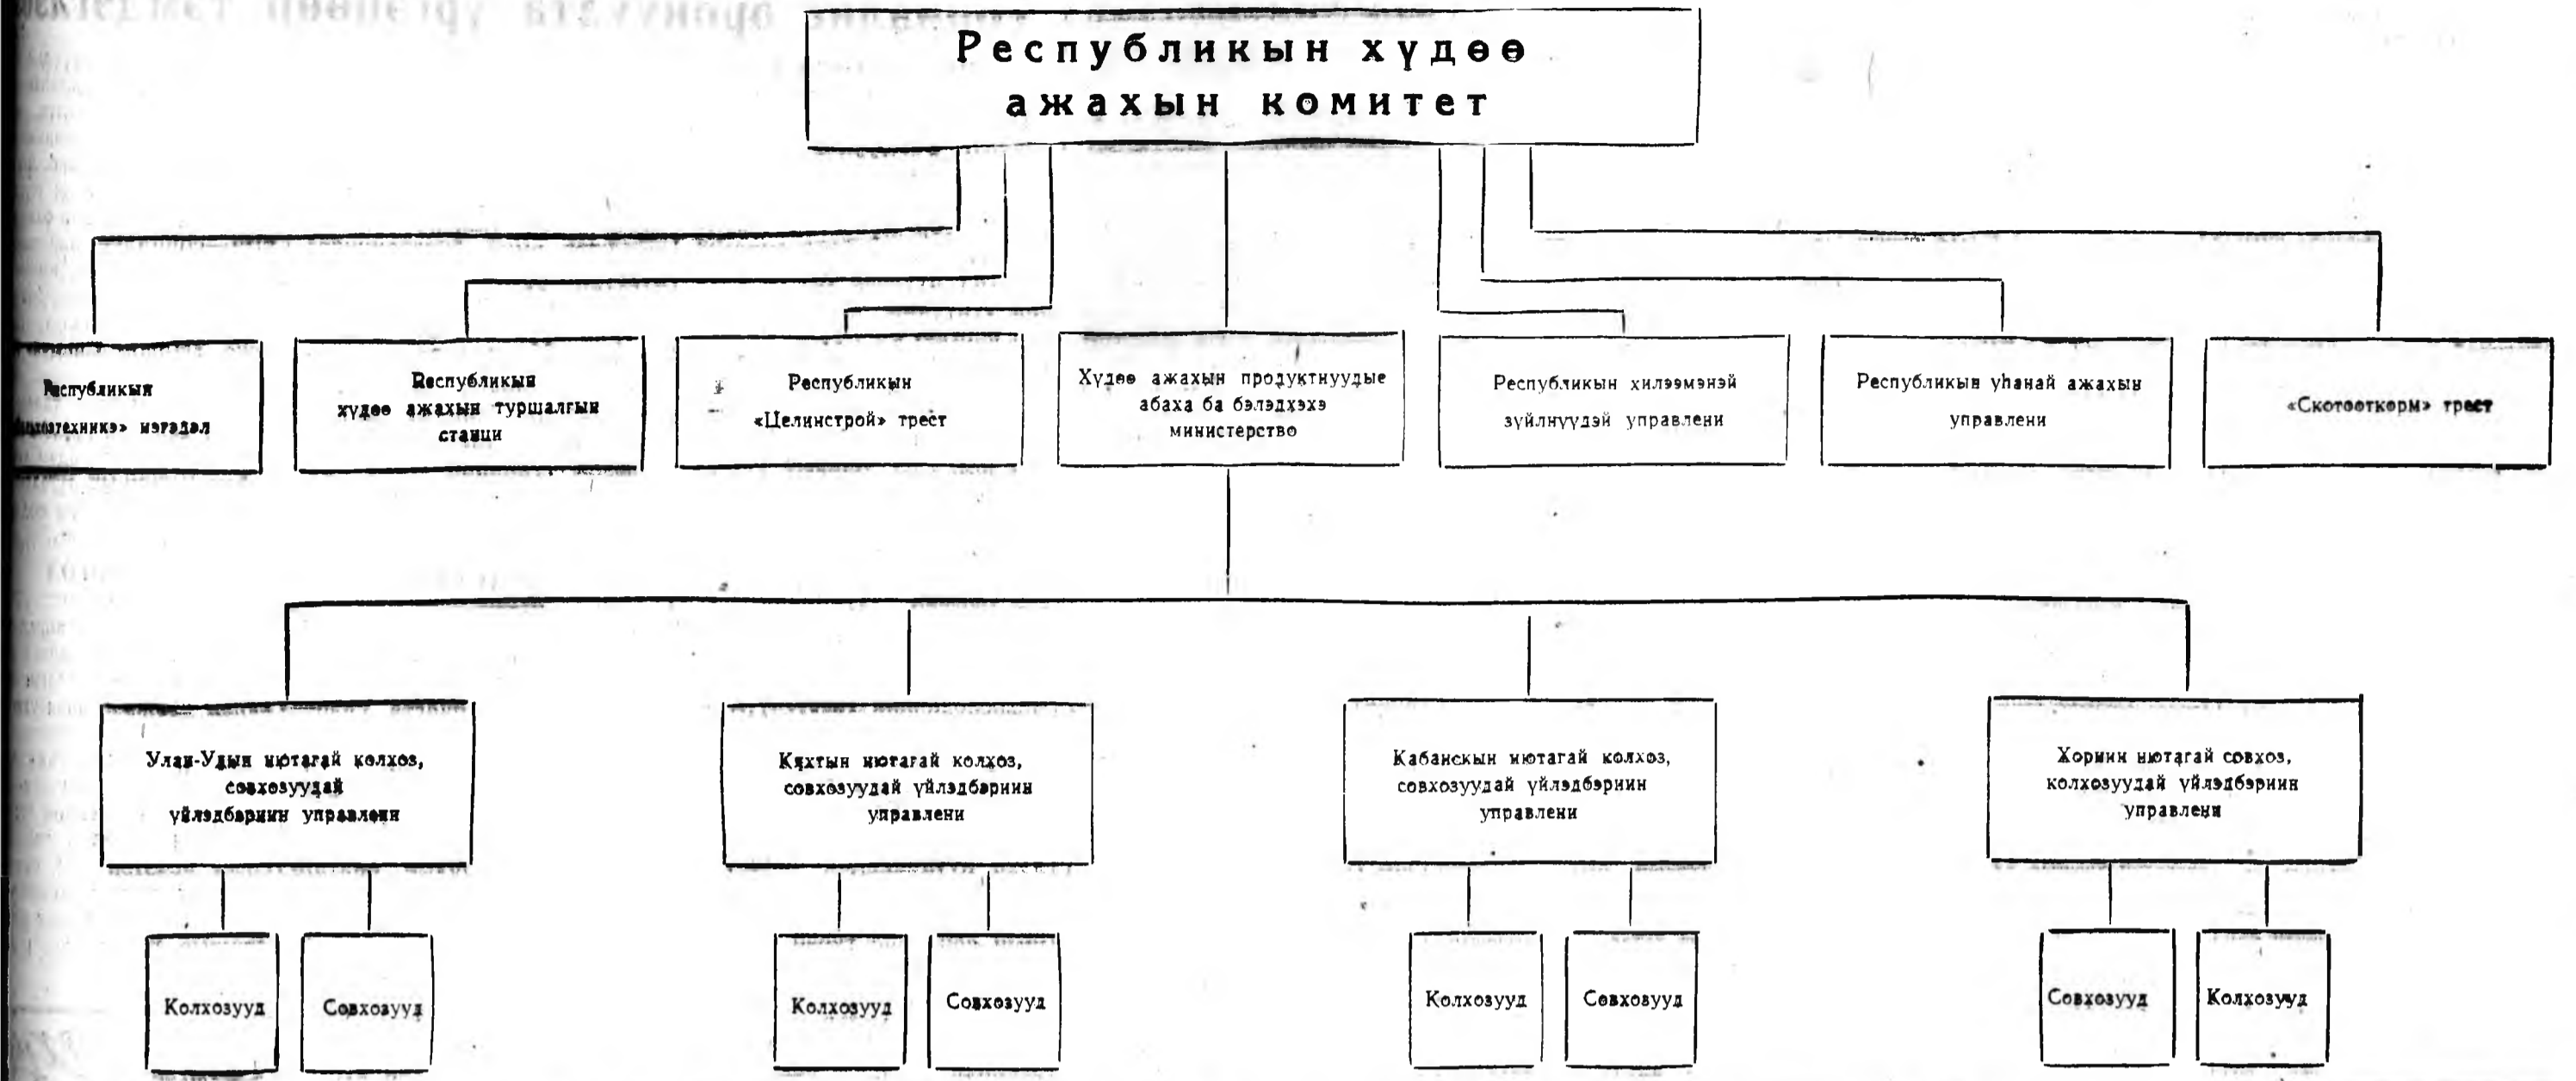 Республикын хүдөө
ажахын комитет
Республикын
нэгэдэл
Республикын
хүдөө ажахын туршалгын
станци
Республикын
«Целинстрой» трест
Хүдөө ажахын продуктнуудые
абаха ба бэлэдхэхэ
министерство
Республикын хилээмэнэй
зүйлнүүдэй управлени
Республикын уһанай ажахын
управлени
«Скотооткорм» трест
Улан-Удын нютагай колхоз,
совхозуудай
үйлэдбэриин управлени
Кяхтын нютагай колхоз,
совхозуудай үйлэдбэриин
управлени
Кабанскын нютагай колхоз,
совхозуудай үйлэдбэриин
управлени
Хориин нютагай совхоз,
колхозуудай үйлэдбэриин
управлени
Колхозууд
Совхозууд
Колхозууд
Совхозууд
Колхозууд
Совхозууд
Совхозууд
Колхозууд